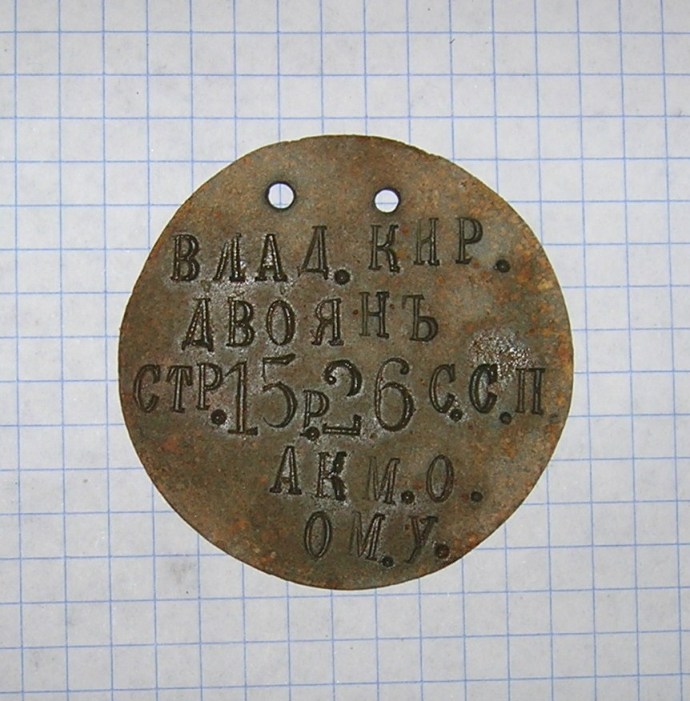 ВЛАД. КИР.
ДВОЯНЪ
СТР. 15 Р. 26 С. С. П
АКМ. О.
ОМ. У.